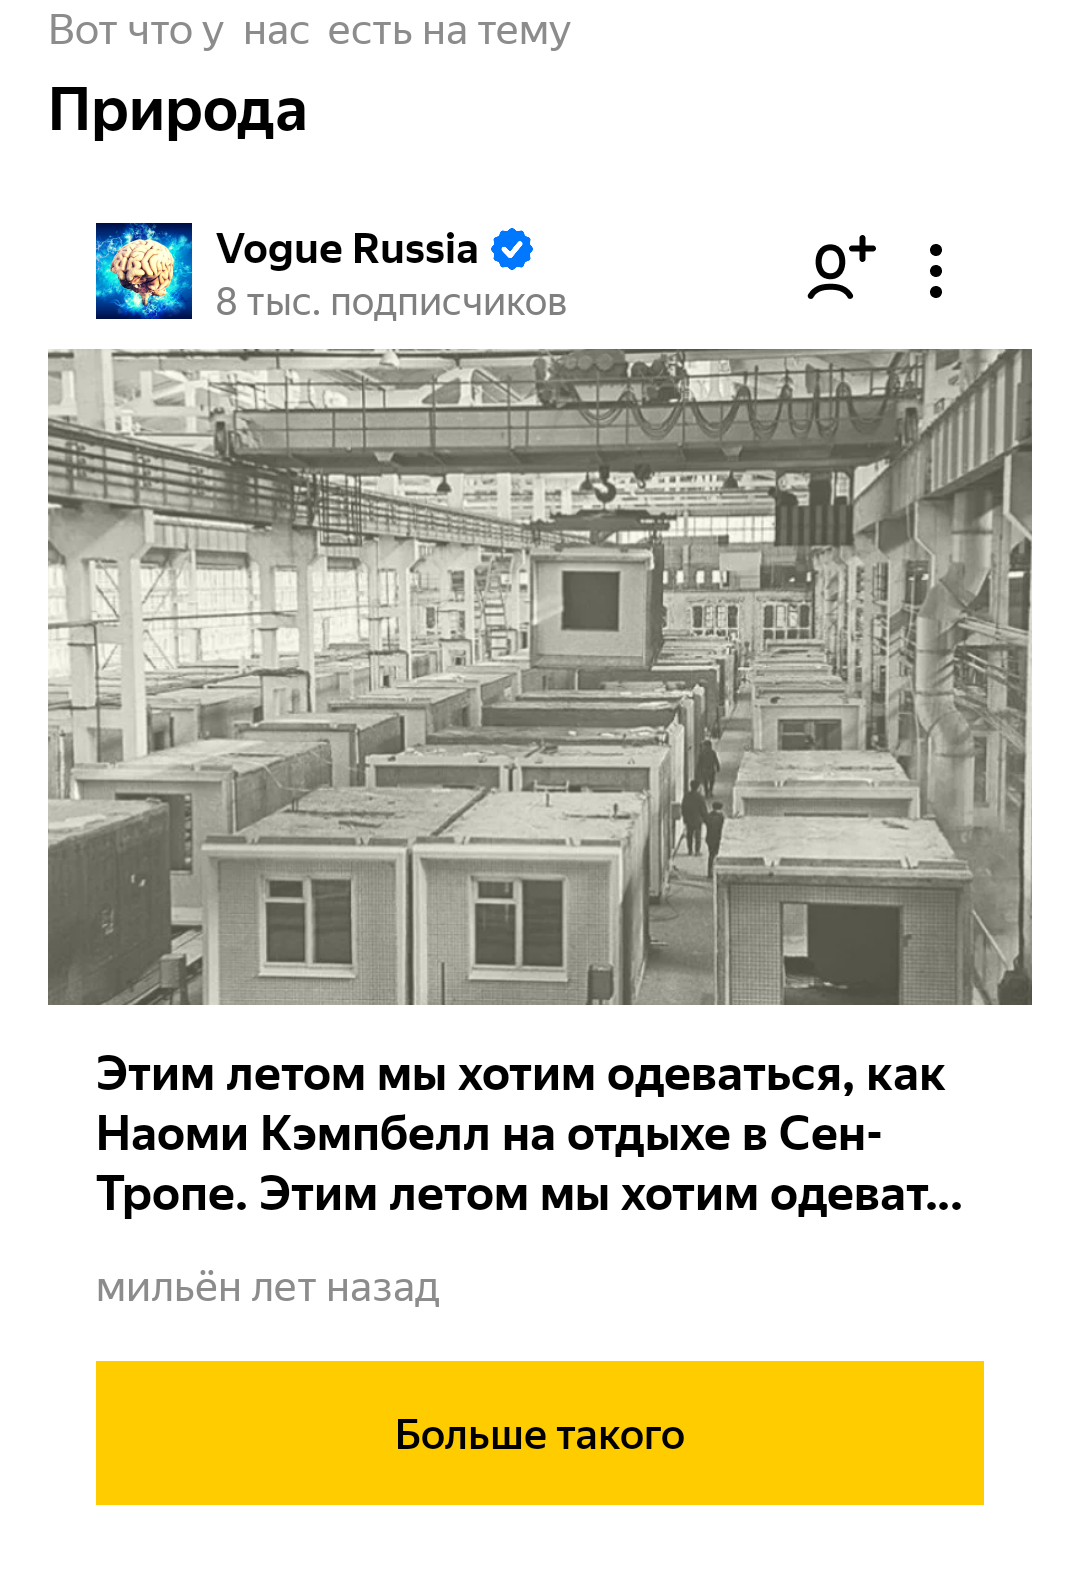 Вот что у нас есть на тему
Природа
Vogue Russia
8 тыс. подписчиков
Этим летом мы хотим одеваться, как
Наоми Кэмпбелл на отдыхе в Сен-
Тропе. Этим летом мы хотим одеват...
мильён лет назад
Больше такого